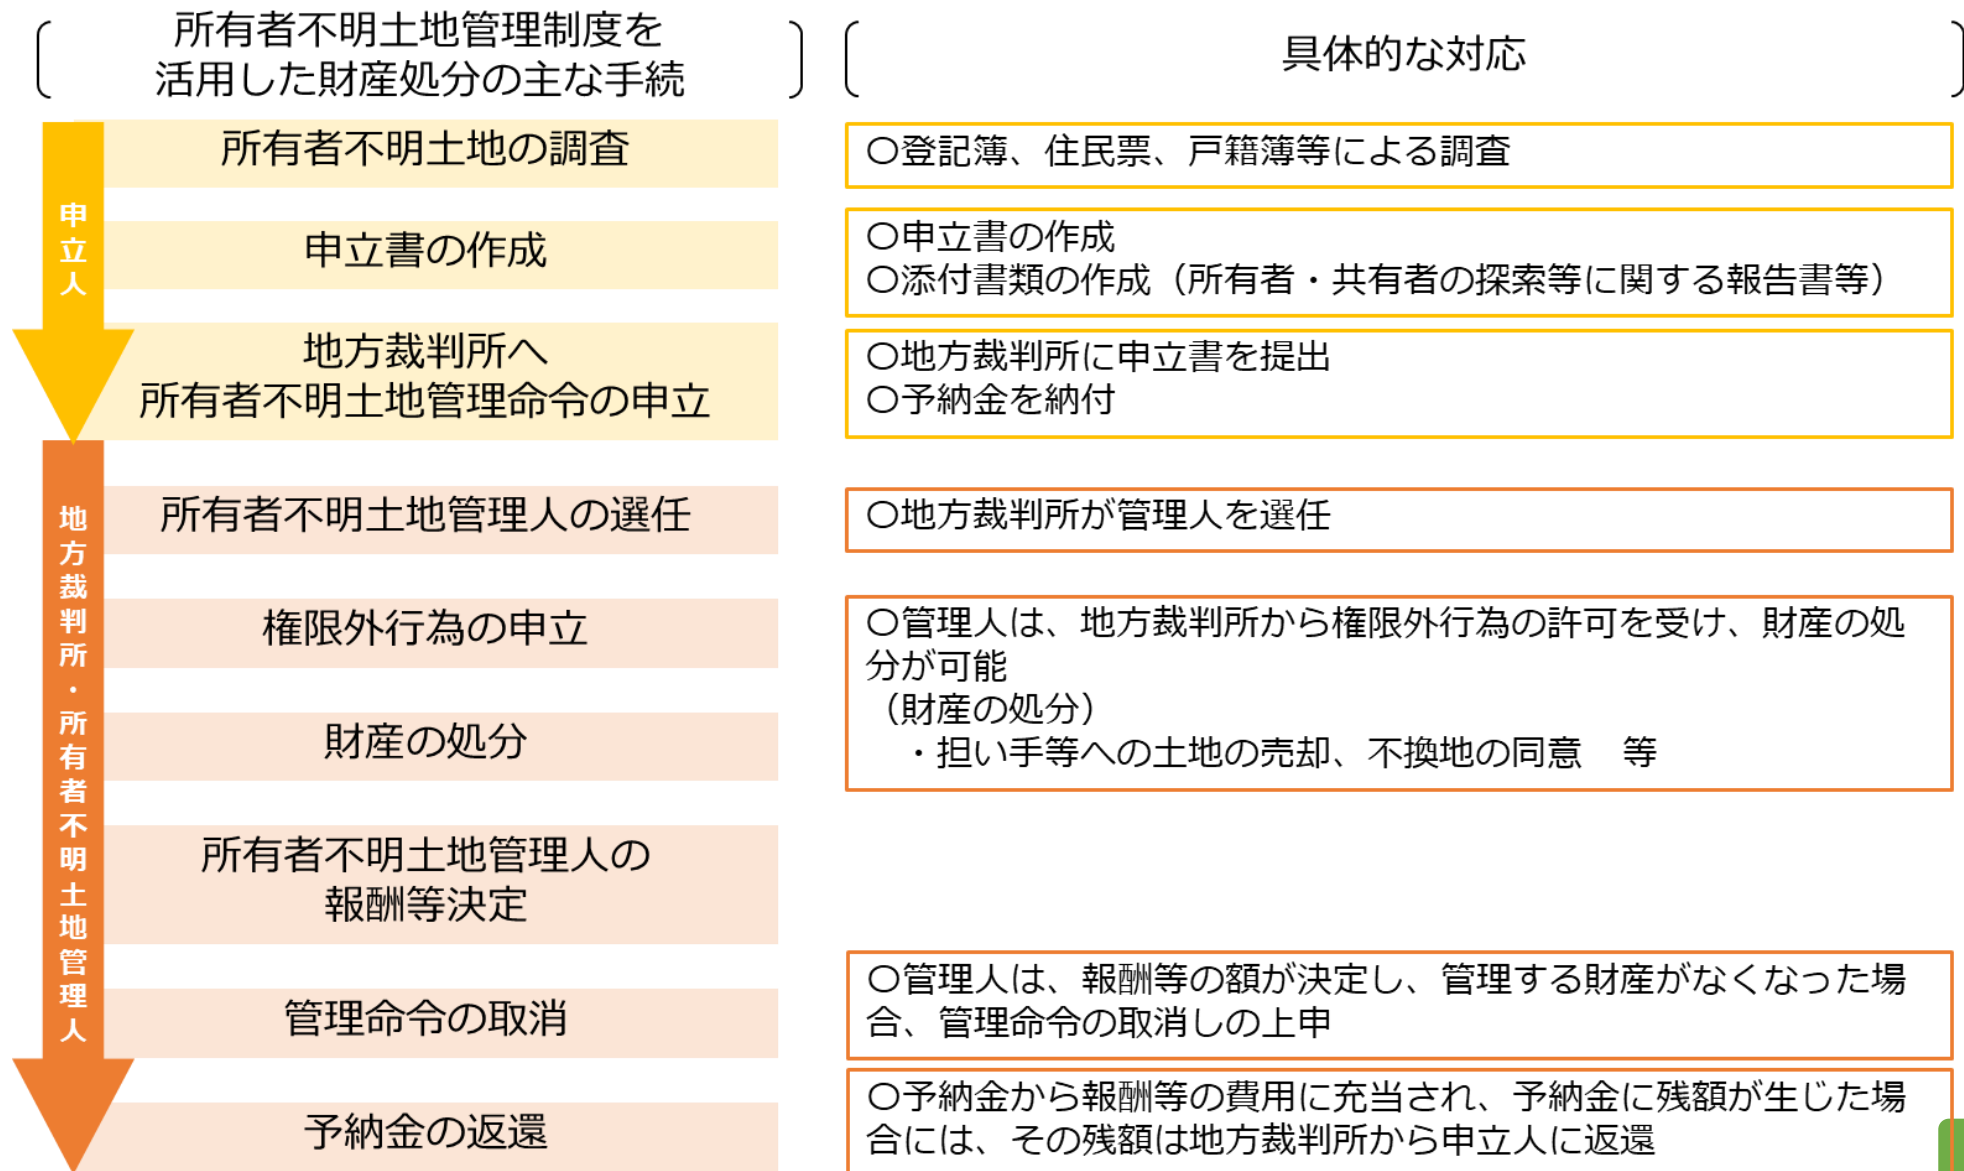 所有者不明土地管理制度を
活用した財産処分の主な手続
具体的な対応
申立人
所有者不明土地の調査
〇登記簿、住民票、戸籍簿等による調査
申立書の作成
〇申立書の作成
〇添付書類の作成（所有者・共有者の探索等に関する報告書等）
地方裁判所へ
所有者不明土地管理命令の申立
〇地方裁判所に申立書を提出
〇予納金を納付
地方裁判所・所有者不明土地管理人
所有者不明土地管理人の選任
〇地方裁判所が管理人を選任
権限外行為の申立
財産の処分
〇管理人は、地方裁判所から権限外行為の許可を受け、財産の処
分が可能
（財産の処分）
・担い手等への土地の売却、不換地の同意　等
所有者不明土地管理人の
報酬等決定
管理命令の取消
〇管理人は、報酬等の額が決定し、管理する財産がなくなった場
合、管理命令の取消しの上申
予納金の返還
〇予納金から報酬等の費用に充当され、予納金に残額が生じた場
合には、その残額は地方裁判所から申立人に返還